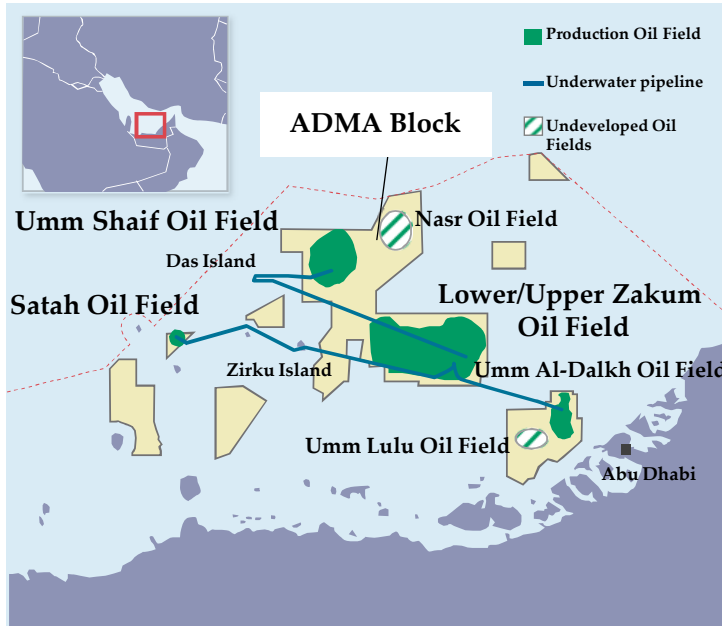 Production Oil Field
Underwater pipeline
Undeveloped Oil
Fields
ADMA Block
Umm Shaif Oil Field
Nasr Oil Field
Das Island
Satah Oil Field
Lower/Upper Zakum
Oil Field
Zirku Island
Umm Al-Dalkh Oil Field
Umm Lulu Oil Field
Abu Dhabi